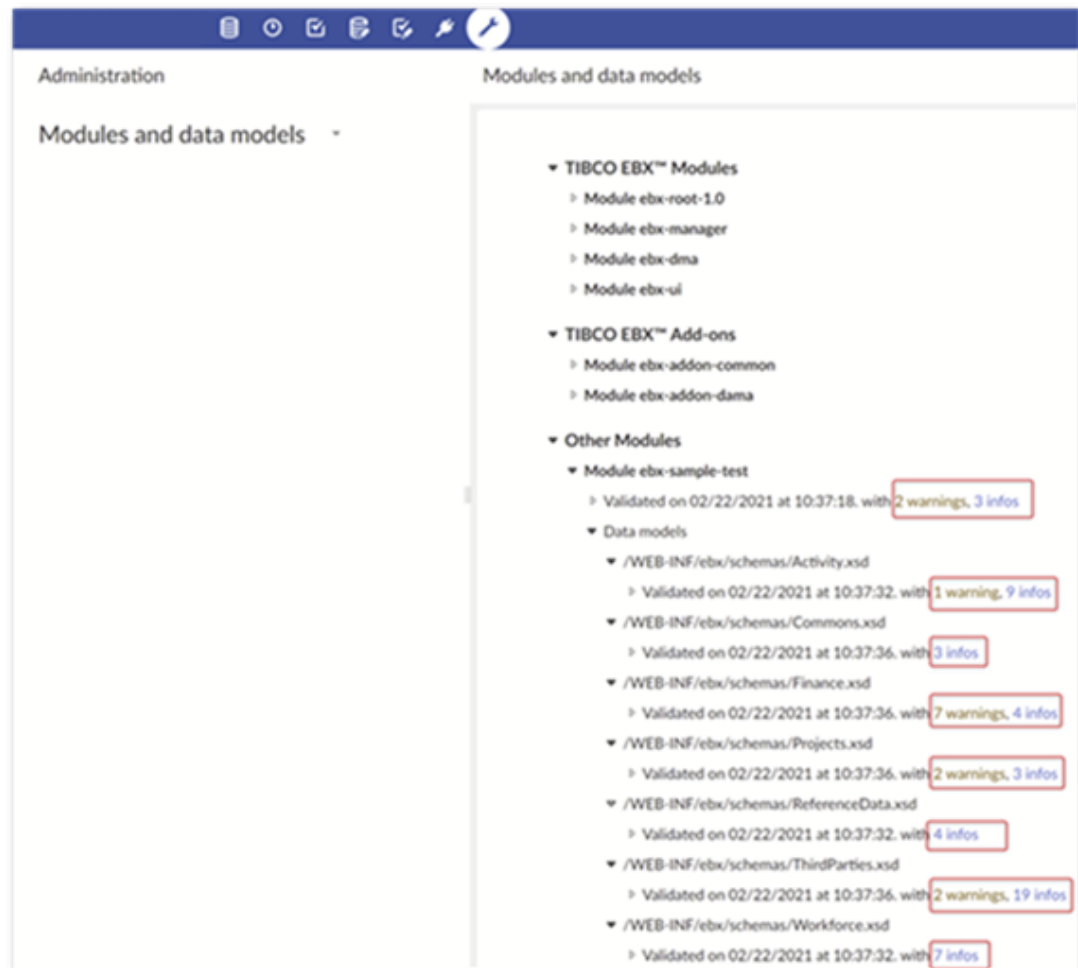 Administration
Modules and data models
Modules and data models
TIBCO EBX™ Modules
Module ebx-root-1.0
Module ebx-manager
Module ebx-dma
Module ebx-ui
TIBCO EBX™ Add-ons
Module ebx-addon-common
Module ebx-addon-dama
Other Modules
Module ebx-sample-test
Validated on 02/22/2021 at 10:37:18. with 2 warnings, 3 infos
Data models
/WEB-INF/ebx/schemas/Activity.xsd
Validated on 02/22/2021 at 10:37:32. with 1 warning, 9 infos
/WEB-INF/ebx/schemas/Commons.xsd
Validated on 02/22/2021 at 10:37:36. with 3 infos
/WEB-INF/ebx/schemas/Finance.xsd
Validated on 02/22/2021 at 10:37:36. with 7 warnings, 4 infos
/WEB-INF/ebx/schemas/Projects.xsd
Validated on 02/22/2021 at 10:37:36. with 2 warnings, 3 infos
/WEB-INF/ebx/schemas/ReferenceData.xsd
Validated on 02/22/2021 at 10:37:32. with 4 infos
/WEB-INF/ebx/schemas/ThirdParties.xsd
Validated on 02/22/2021 at 10:37:36. with 2 warnings, 19 infos
/WEB-INF/ebx/schemas/Workforce.xsd
Validated on 02/22/2021 at 10:37:32. with 7 infos